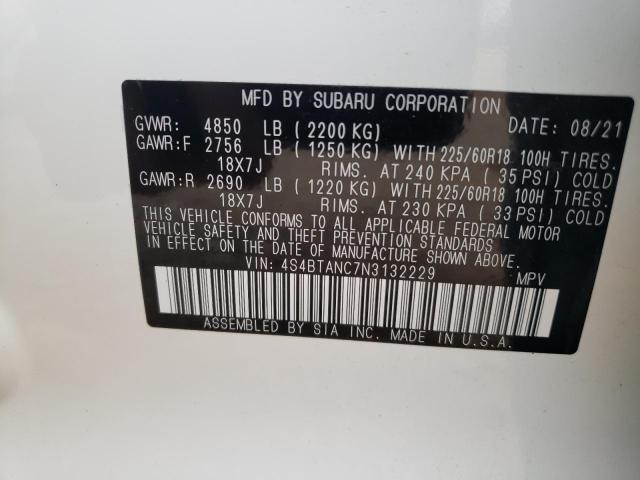 MFD BY SUBARU CORPORATION DATE: 08/21
GVWR: 4850 LB ( 2200 KG)
GAWR:F 2756 LB ( 1250 KG) WITH 225/60R18 100H TIRES.
18X7J RIMS. AT 240 KPA ( 35 PSI) COLD
GAWR:R 2690 LB ( 1220 KG) WITH 225/60R18 100H TIRES.
18X7J RIMS. AT 230 KPA ( 33 PSI) COLD
THIS VEHICLE CONFORMS TO ALL APPLICABLE FEDERAL MOTOR
VEHICLE SAFETY AND THEFT PREVENTION STANDARDS
IN EFFECT ON THE DATE OF MANUFACTURE SHOWN ABOVE.
VIN: 4S4BTANC7N3132229 MPV
ASSEMBLED BY SIA INC. MADE IN U.S.A.